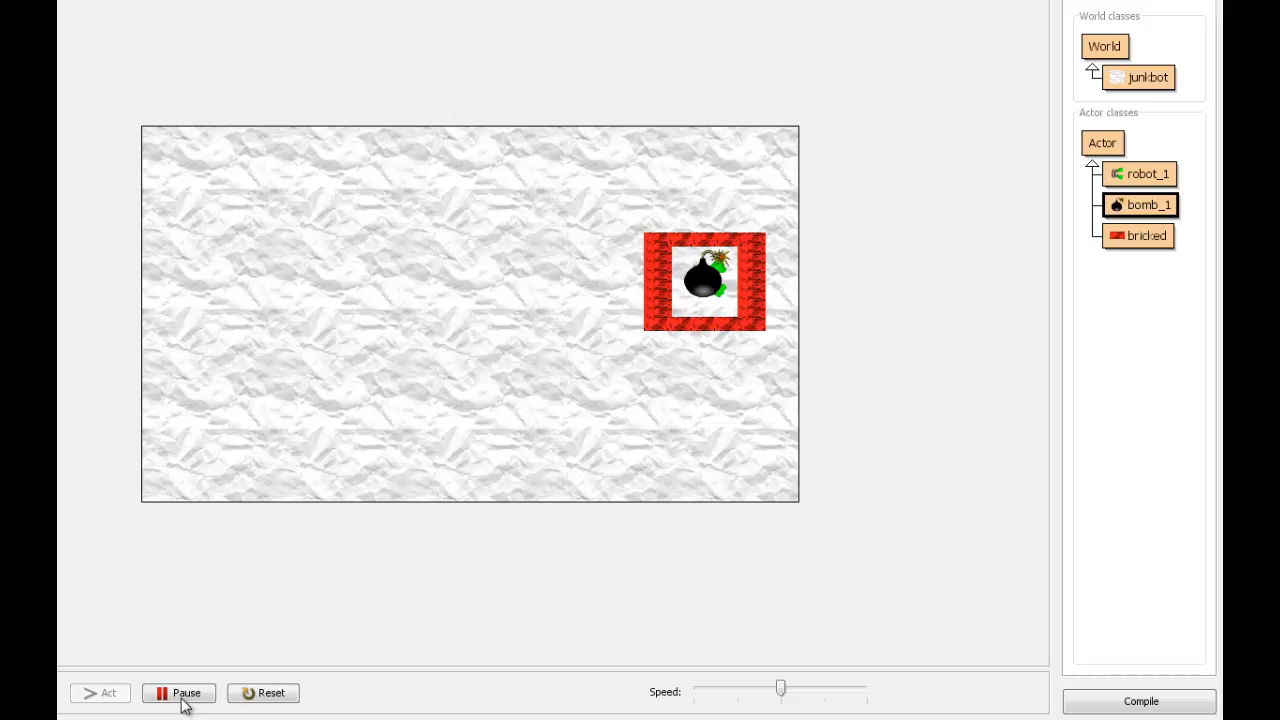 World classes
World
junkbot
Actor classes
Actor
robot_1
bomb_1
bricked
Act
Pause
Reset
Speed:
Compile